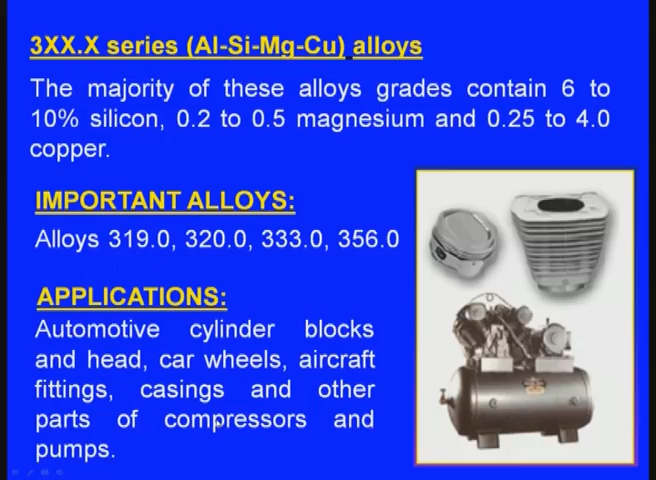 3XX.X series (Al-Si-Mg-Cu) alloys
The majority of these alloys grades contain 6 to
10% silicon, 0.2 to 0.5 magnesium and 0.25 to 4.0
copper.
IMPORTANT ALLOYS:
Alloys 319.0, 320.0, 333.0, 356.0
APPLICATIONS:
Automotive cylinder blocks
and head, car wheels, aircraft
fittings, casings and other
parts of compressors and
pumps.